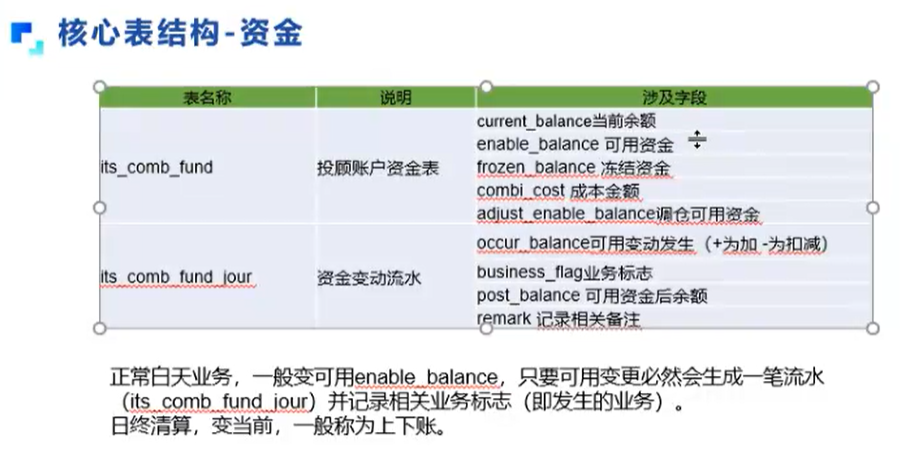 核心表结构-资金
表名称 说明 涉及字段
its_comb_fund 投顾账户资金表
current_balance当前余额
enable_balance 可用资金
frozen_balance 冻结资金
combi_cost 成本金额
adjust_enable_balance调仓可用资金
its_comb_fund_jour 资金变动流水
occur_balance可用变动发生（+为加 -为扣减）
business_flag业务标志
post_balance 可用资金后余额
remark 记录相关备注
正常白天业务，一般变可用enable_balance，只要可用变更必然会生成一笔流水
（its_comb_fund_jour）并记录相关业务标志（即发生的业务）。
日终清算，变当前，一般称为上下账。